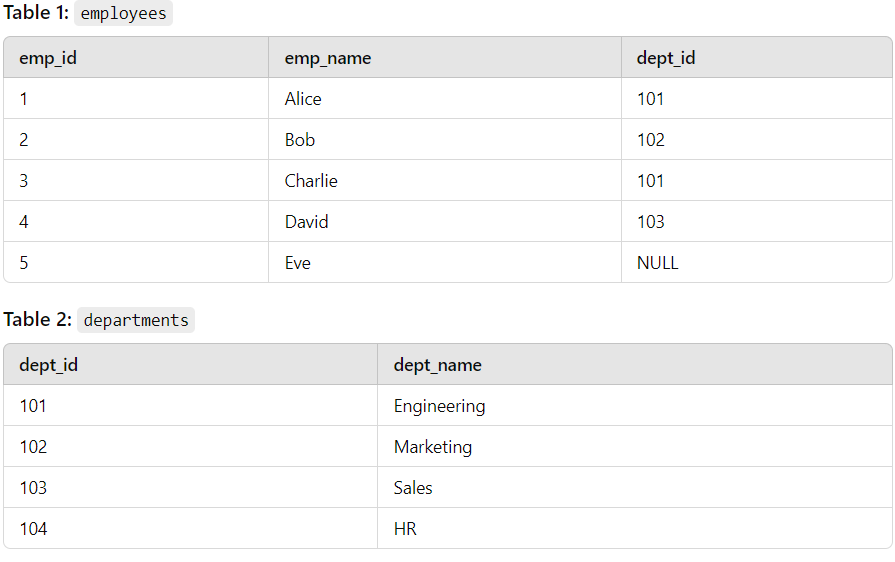 Table 1: employees
emp_id emp_name dept_id
1 Alice 101
2 Bob 102
3 Charlie 101
4 David 103
5 Eve NULL
Table 2: departments
dept_id dept_name
101 Engineering
102 Marketing
103 Sales
104 HR